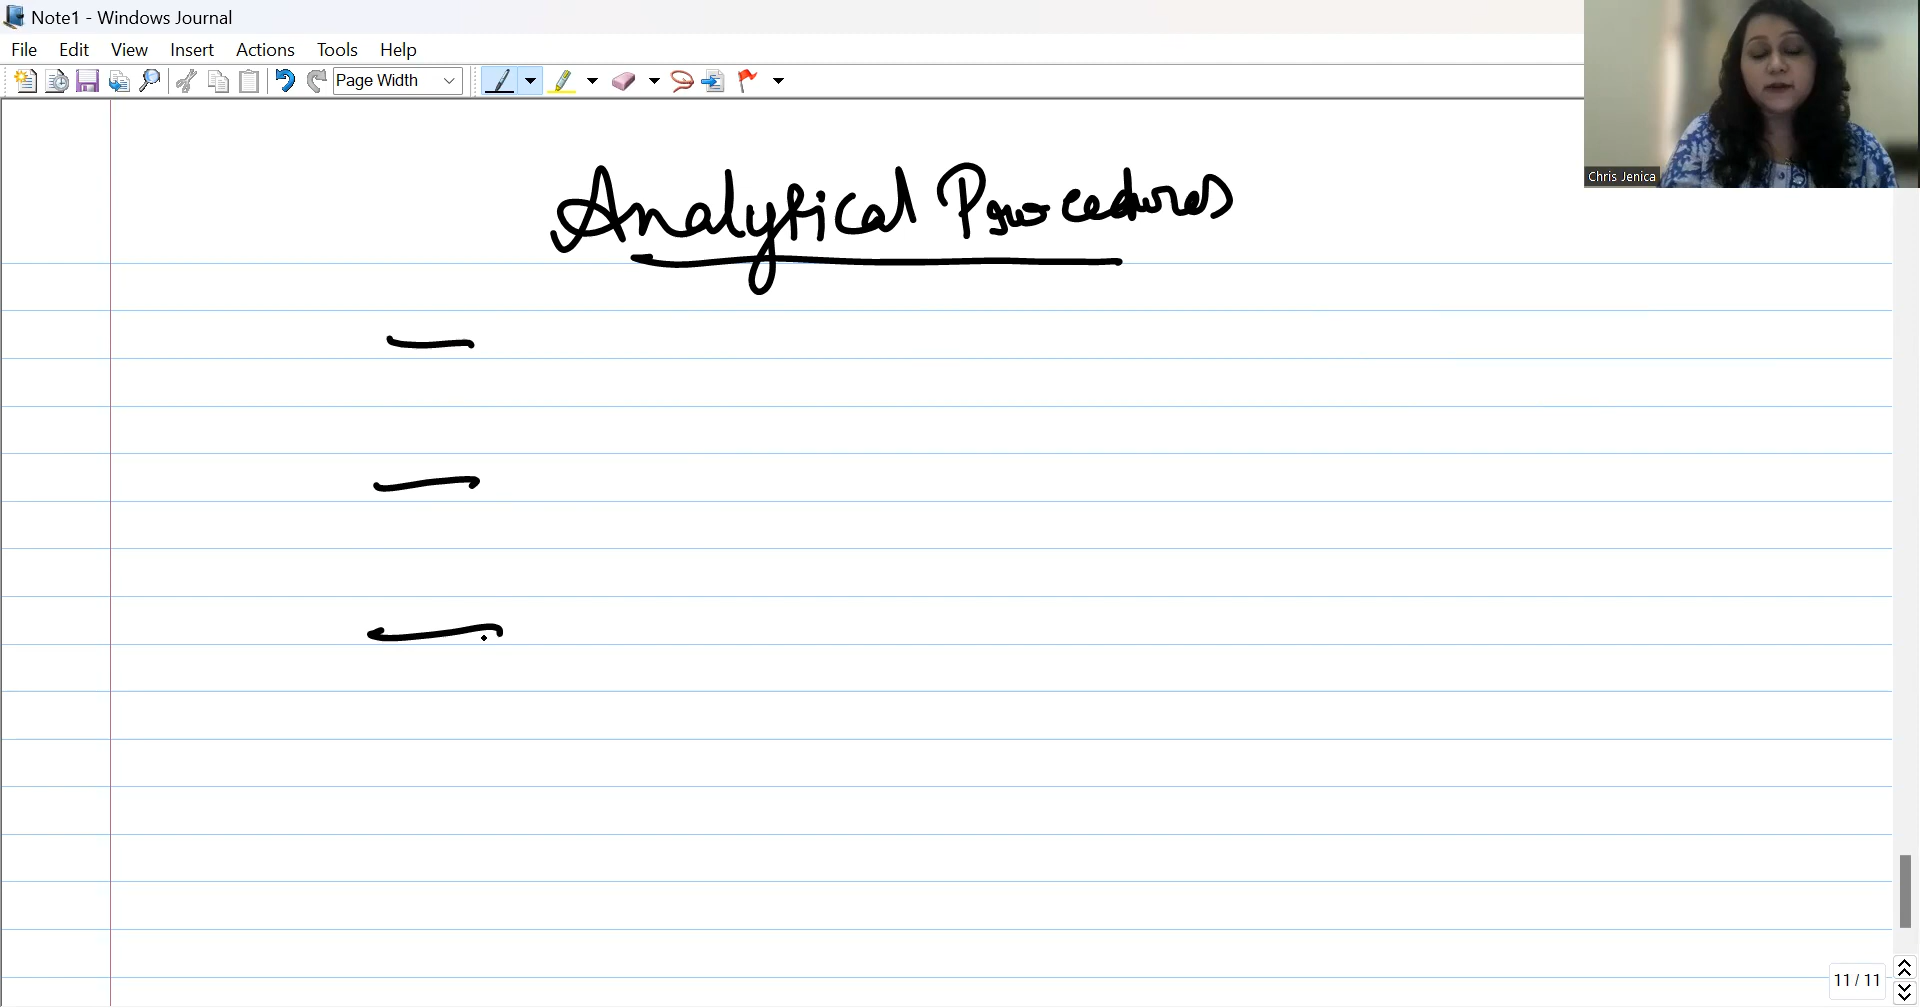 Note1 - Windows Journal
File Edit View Insert Actions Tools Help
Page Width
Chris Jenica
Analytical Procedures
11 / 11